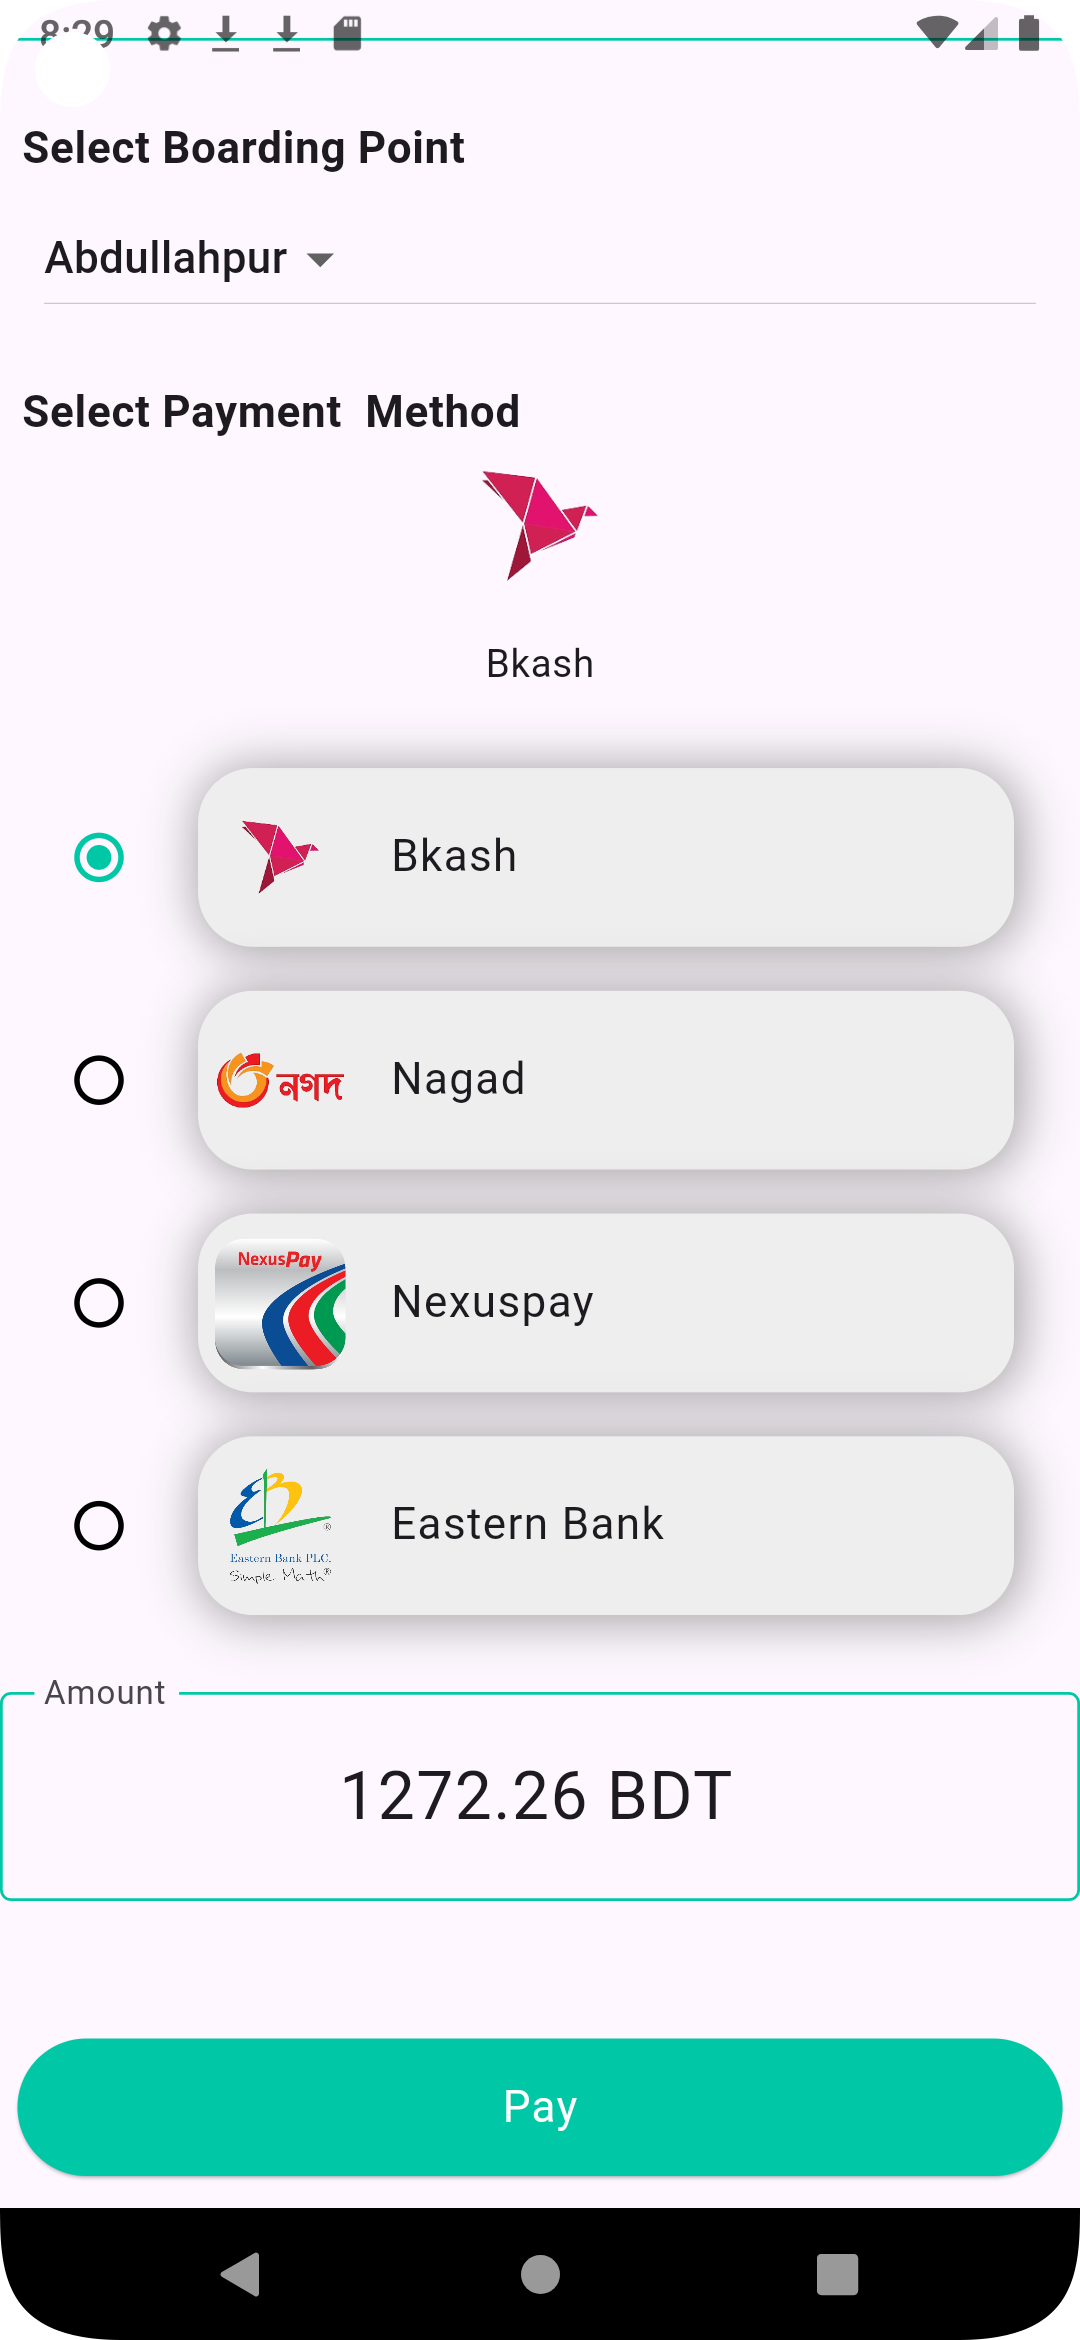 8:29
Select Boarding Point
Abdullahpur
Select Payment Method
Bkash
Bkash
নগদ Nagad
NexusPay
Nexuspay
Eastern Bank
Eastern Bank PLC.
Simple Math®
Amount
1272.26 BDT
Pay